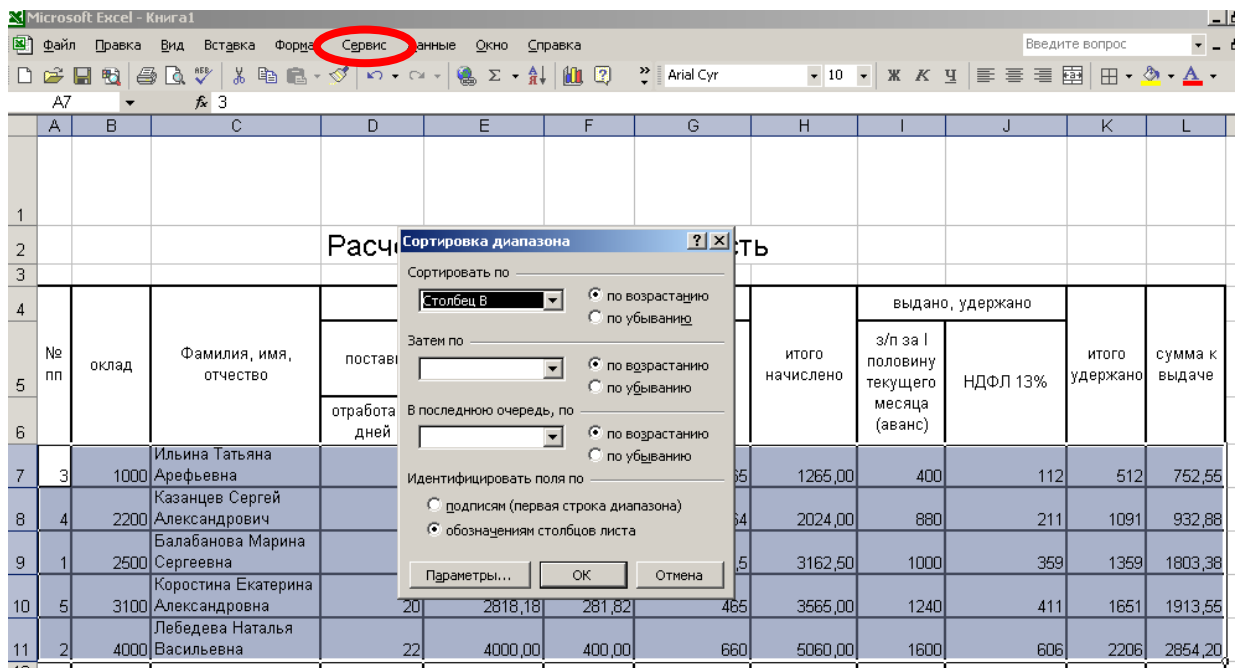 Microsoft Excel - Книга1
Файл Правка Вид Вставка Форма Сервис анные Окно Справка Введите вопрос
Arial Cyr 10 Ж К Ч
A7 fx 3
A B C D E F G H I J K L
1
2 Расче сть
Сортировка диапазона
3
Сортировать по
Столбец B по возрастанию
по убыванию
4 выдано, удержано
Затем по
по возрастанию
по убыванию
5 № пп оклад Фамилия, имя, отчество поставк итого начислено з/п за I половину текущего месяца (аванс) НДФЛ 13% итого удержано сумма к выдаче
В последнюю очередь, по
по возрастанию
по убыванию
6 отработа дней
Идентифицировать поля по
подписям (первая строка диапазона)
обозначениям столбцов листа
Параметры... ОК Отмена
7 3 1000 Ильина Татьяна Арефьевна 65 1265,00 400 112 512 752,55
8 4 2200 Казанцев Сергей Александрович 64 2024,00 880 211 1091 932,88
9 1 2500 Балабанова Марина Сергеевна ,5 3162,50 1000 359 1359 1803,38
10 5 3100 Коростина Екатерина Александровна 20 2818,18 281,82 465 3565,00 1240 411 1651 1913,55
11 2 4000 Лебедева Наталья Васильевна 22 4000,00 400,00 660 5060,00 1600 606 2206 2854,20